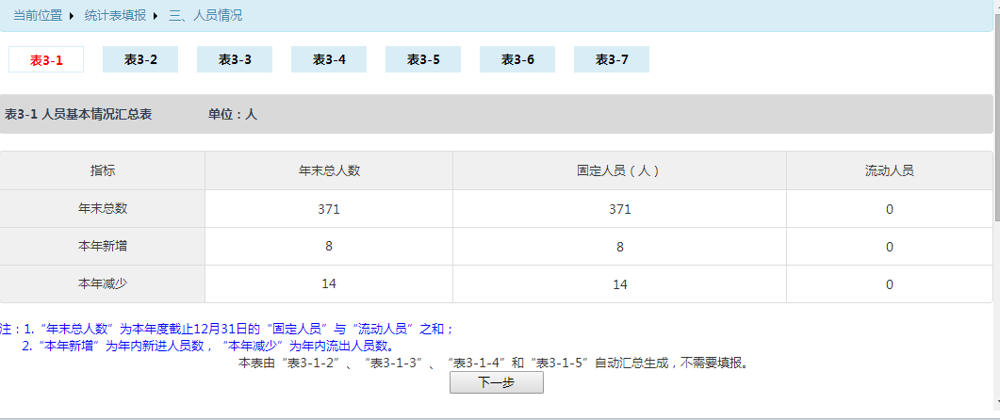 当前位置 统计表填报 三、人员情况
表3-1 表3-2 表3-3 表3-4 表3-5 表3-6 表3-7
表3-1 人员基本情况汇总表 单位：人
指标 年末总人数 固定人员（人） 流动人员
年末总数 371 371 0
本年新增 8 8 0
本年减少 14 14 0
注：1.“年末总人数”为本年度截止12月31日的“固定人员”与“流动人员”之和；
2.“本年新增”为年内新进人员数，“本年减少”为年内流出人员数。
本表由“表3-1-2”、“表3-1-3”、“表3-1-4”和“表3-1-5”自动汇总生成，不需要填报。
下一步